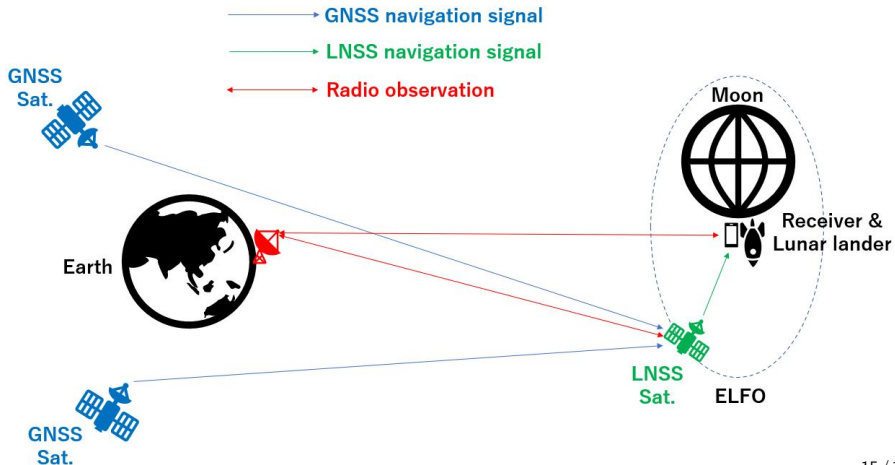 GNSS navigation signal
LNSS navigation signal
Radio observation
GNSS
Sat.
Moon
Receiver &
Lunar lander
Earth
LNSS
Sat.
ELFO
GNSS
Sat.